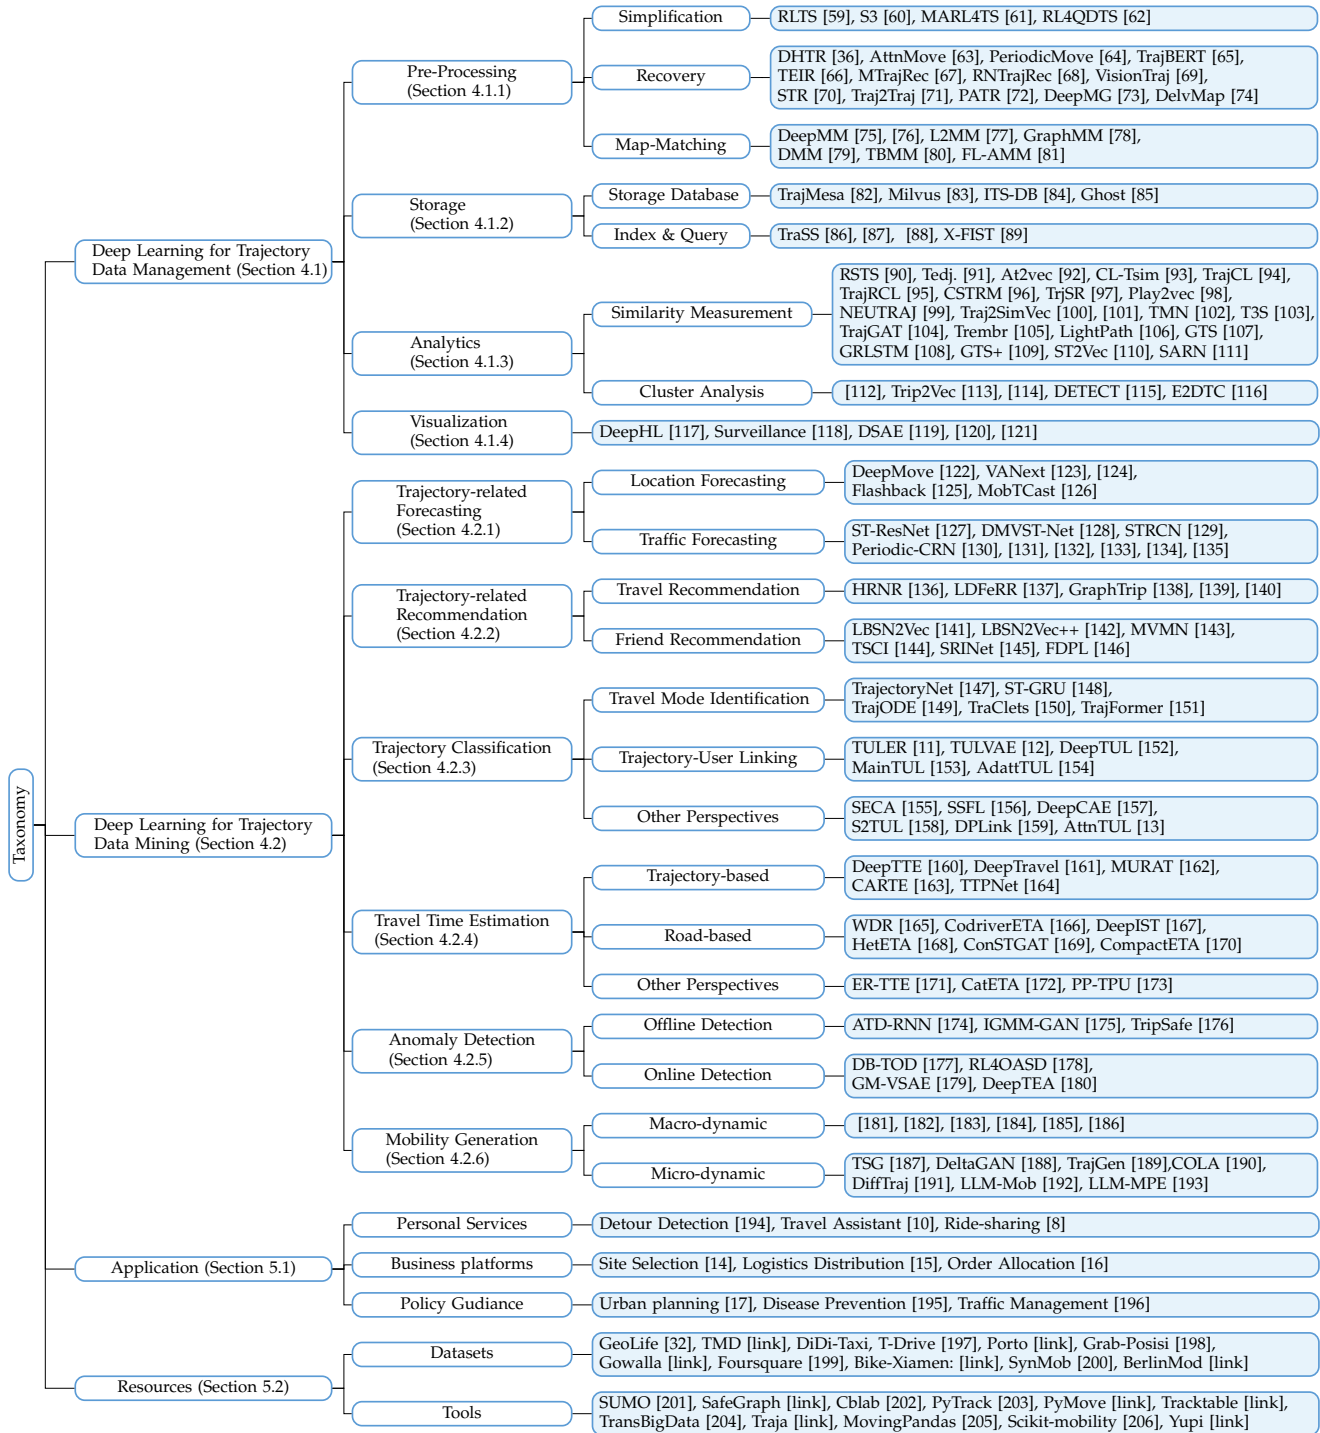 Taxonomy
Deep Learning for Trajectory
Data Management (Section 4.1)
Pre-Processing
(Section 4.1.1)
Simplification
RLTS [59], S3 [60], MARL4TS [61], RL4QDTS [62]
Recovery
DHTR [36], AttnMove [63], PeriodicMove [64], TrajBERT [65],
TEIR [66], MTrajRec [67], RNTrajRec [68], VisionTraj [69],
STR [70], Traj2Traj [71], PATR [72], DeepMG [73], DelvMap [74]
Map-Matching
DeepMM [75], [76], L2MM [77], GraphMM [78],
DMM [79], TBMM [80], FL-AMM [81]
Storage
(Section 4.1.2)
Storage Database
TrajMesa [82], Milvus [83], ITS-DB [84], Ghost [85]
Index & Query
TraSS [86], [87], [88], X-FIST [89]
Analytics
(Section 4.1.3)
Similarity Measurement
RSTS [90], Tedj. [91], At2vec [92], CL-Tsim [93], TrajCL [94],
TrajRCL [95], CSTRM [96], TrjSR [97], Play2vec [98],
NEUTRAJ [99], Traj2SimVec [100], [101], TMN [102], T3S [103],
TrajGAT [104], Trembr [105], LightPath [106], GTS [107],
GRLSTM [108], GTS+ [109], ST2Vec [110], SARN [111]
Cluster Analysis
[112], Trip2Vec [113], [114], DETECT [115], E2DTC [116]
Visualization
(Section 4.1.4)
DeepHL [117], Surveillance [118], DSAE [119], [120], [121]
Deep Learning for Trajectory
Data Mining (Section 4.2)
Trajectory-related
Forecasting
(Section 4.2.1)
Location Forecasting
DeepMove [122], VANext [123], [124],
Flashback [125], MobTCast [126]
Traffic Forecasting
ST-ResNet [127], DMVST-Net [128], STRCN [129],
Periodic-CRN [130], [131], [132], [133], [134], [135]
Trajectory-related
Recommendation
(Section 4.2.2)
Travel Recommendation
HRNR [136], LDFeRR [137], GraphTrip [138], [139], [140]
Friend Recommendation
LBSN2Vec [141], LBSN2Vec++ [142], MVMN [143],
TSCI [144], SRINet [145], FDPL [146]
Trajectory Classification
(Section 4.2.3)
Travel Mode Identification
TrajectoryNet [147], ST-GRU [148],
TrajODE [149], TraClets [150], TrajFormer [151]
Trajectory-User Linking
TULER [11], TULVAE [12], DeepTUL [152],
MainTUL [153], AdattTUL [154]
Other Perspectives
SECA [155], SSFL [156], DeepCAE [157],
S2TUL [158], DPLink [159], AttnTUL [13]
Travel Time Estimation
(Section 4.2.4)
Trajectory-based
DeepTTE [160], DeepTravel [161], MURAT [162],
CARTE [163], TTPNet [164]
Road-based
WDR [165], CodriverETA [166], DeepIST [167],
HetETA [168], ConSTGAT [169], CompactETA [170]
Other Perspectives
ER-TTE [171], CatETA [172], PP-TPU [173]
Anomaly Detection
(Section 4.2.5)
Offline Detection
ATD-RNN [174], IGMM-GAN [175], TripSafe [176]
Online Detection
DB-TOD [177], RL4OASD [178],
GM-VSAE [179], DeepTEA [180]
Mobility Generation
(Section 4.2.6)
Macro-dynamic
[181], [182], [183], [184], [185], [186]
Micro-dynamic
TSG [187], DeltaGAN [188], TrajGen [189],COLA [190],
DiffTraj [191], LLM-Mob [192], LLM-MPE [193]
Application (Section 5.1)
Personal Services
Detour Detection [194], Travel Assistant [10], Ride-sharing [8]
Business platforms
Site Selection [14], Logistics Distribution [15], Order Allocation [16]
Policy Gudiance
Urban planning [17], Disease Prevention [195], Traffic Management [196]
Resources (Section 5.2)
Datasets
GeoLife [32], TMD [link], DiDi-Taxi, T-Drive [197], Porto [link], Grab-Posisi [198],
Gowalla [link], Foursquare [199], Bike-Xiamen: [link], SynMob [200], BerlinMod [link]
Tools
SUMO [201], SafeGraph [link], Cblab [202], PyTrack [203], PyMove [link], Tracktable [link],
TransBigData [204], Traja [link], MovingPandas [205], Scikit-mobility [206], Yupi [link]